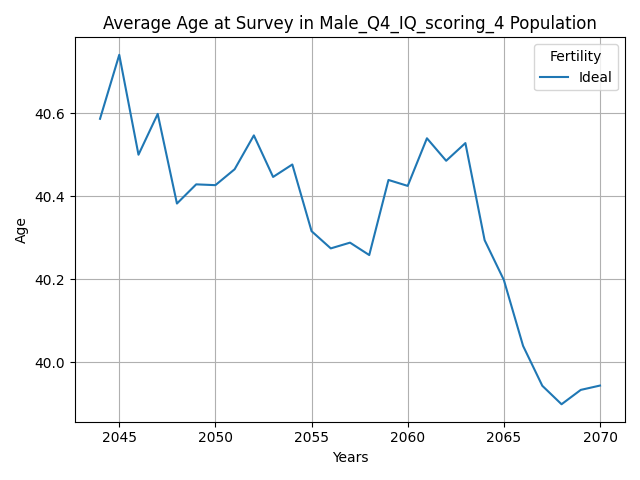 Average Age at Survey in Male_Q4_IQ_scoring_4 Population
Fertility
Ideal
Age
40.6
40.4
40.2
40.0
2045 2050 2055 2060 2065 2070
Years